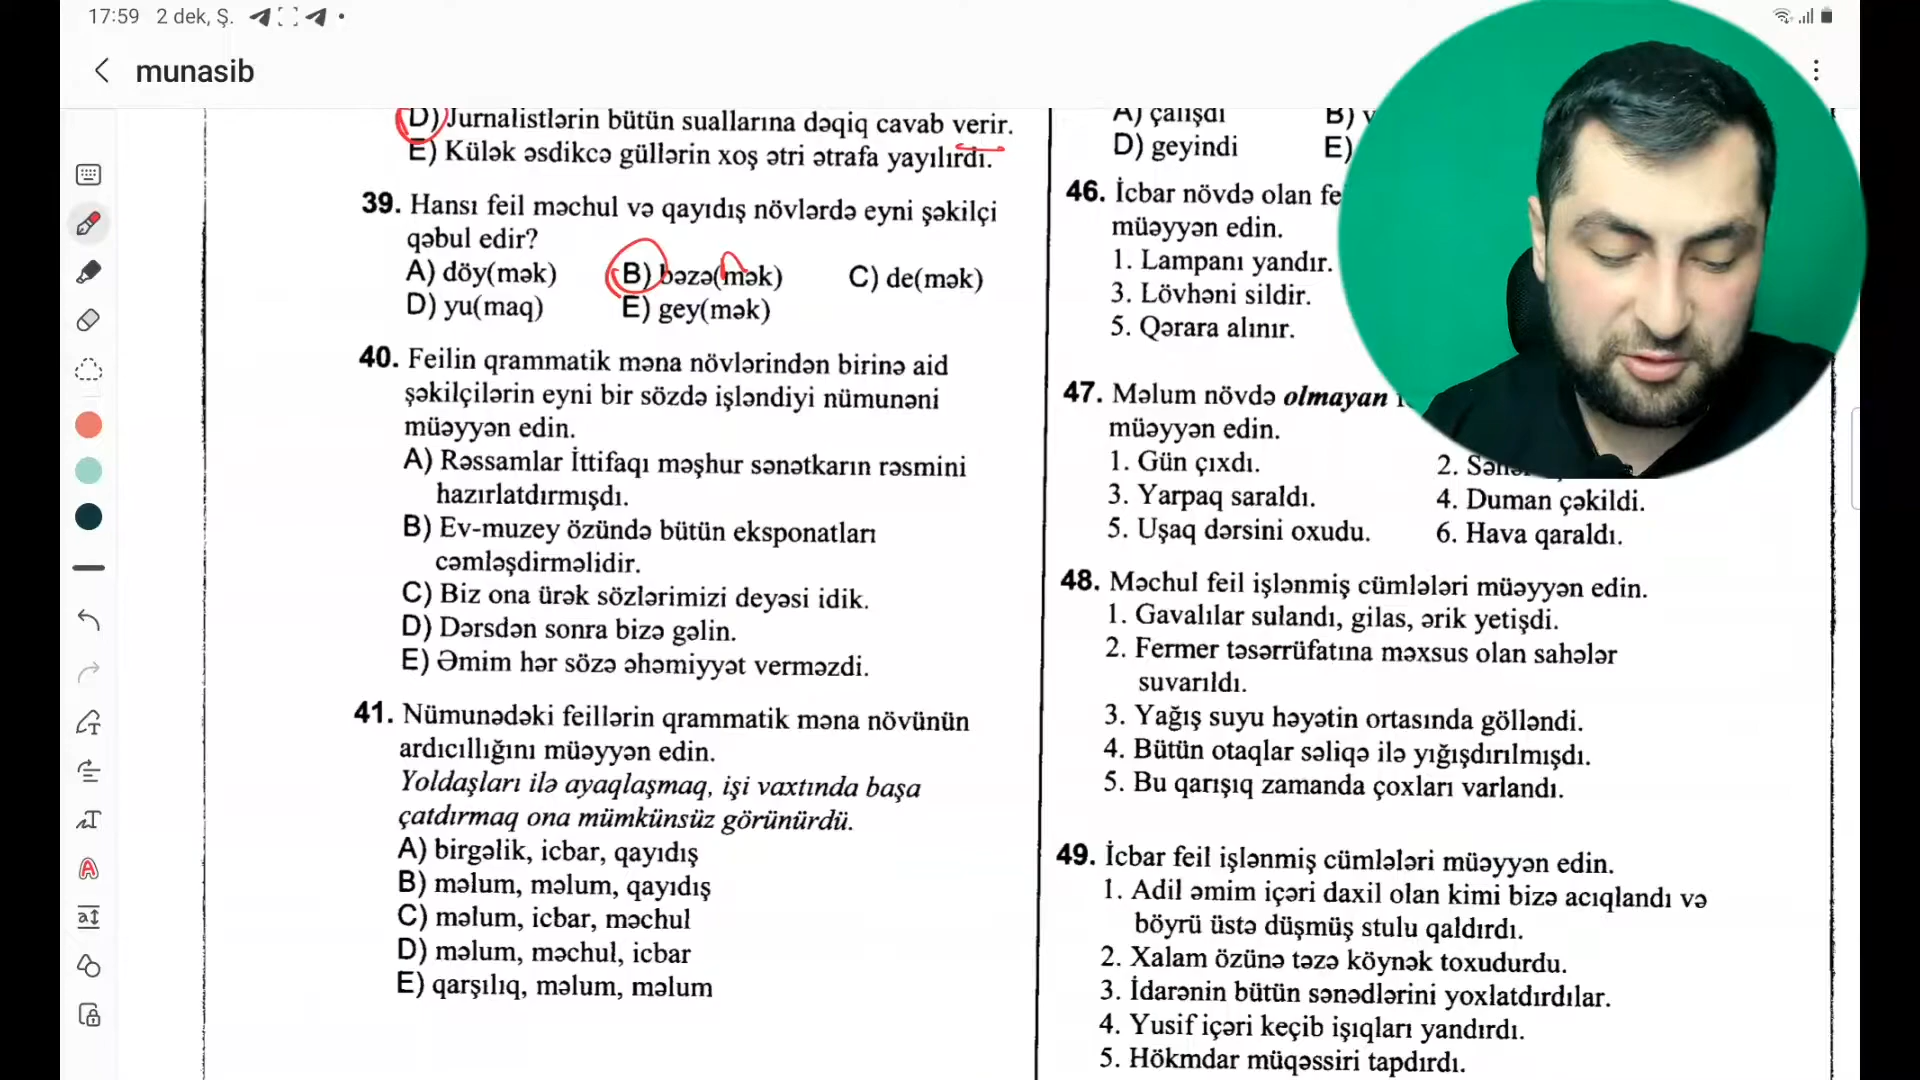 17:59 2 dek, Ş.
munasib
D) Jurnalistlərin bütün suallarına dəqiq cavab verir.
E) Külək əsdikcə güllərin xoş ətri ətrafa yayılırdı.
39. Hansı feil məchul və qayıdış növlərdə eyni şəkilçi
qəbul edir?
A) döy(mək) B) bəzə(mək) C) de(mək)
D) yu(maq) E) gey(mək)
40. Feilin qrammatik məna növlərindən birinə aid
şəkilçilərin eyni bir sözdə işləndiyi nümunəni
müəyyən edin.
A) Rəssamlar İttifaqı məşhur sənətkarın rəsmini
hazırlatdırmışdı.
B) Ev-muzey özündə bütün eksponatları
cəmləşdirməlidir.
C) Biz ona ürək sözlərimizi deyəsi idik.
D) Dərsdən sonra bizə gəlin.
E) Əmim hər sözə əhəmiyyət verməzdi.
41. Nümunədəki feillərin qrammatik məna növünün
ardıcıllığını müəyyən edin.
Yoldaşları ilə ayaqlaşmaq, işi vaxtında başa
çatdırmaq ona mümkünsüz görünürdü.
A) birgəlik, icbar, qayıdış
B) məlum, məlum, qayıdış
C) məlum, icbar, məchul
D) məlum, məchul, icbar
E) qarşılıq, məlum, məlum
A) çalışdı B)
D) geyindi E)
46. İcbar növdə olan
müəyyən edin.
1. Lampanı yandır.
3. Lövhəni sildir.
5. Qərara alınır.
47. Məlum növdə olmayan
müəyyən edin.
1. Gün çıxdı. 2.
3. Yarpaq saraldı. 4. Duman çəkildi.
5. Uşaq dərsini oxudu. 6. Hava qaraldı.
48. Məchul feil işlənmiş cümlələri müəyyən edin.
1. Gavalılar sulandı, gilas, ərik yetişdi.
2. Fermer təsərrüfatına məxsus olan sahələr
suvarıldı.
3. Yağış suyu həyətin ortasında gölləndi.
4. Bütün otaqlar səliqə ilə yığışdırılmışdı.
5. Bu qarışıq zamanda çoxları varlandı.
49. İcbar feil işlənmiş cümlələri müəyyən edin.
1. Adil əmim içəri daxil olan kimi bizə acıqlandı və
böyrü üstə düşmüş stulu qaldırdı.
2. Xalam özünə təzə köynək toxudurdu.
3. İdarənin bütün sənədlərini yoxlatdırdılar.
4. Yusif içəri keçib işıqları yandırdı.
5. Hökmdar müqəssiri tapdırdı.